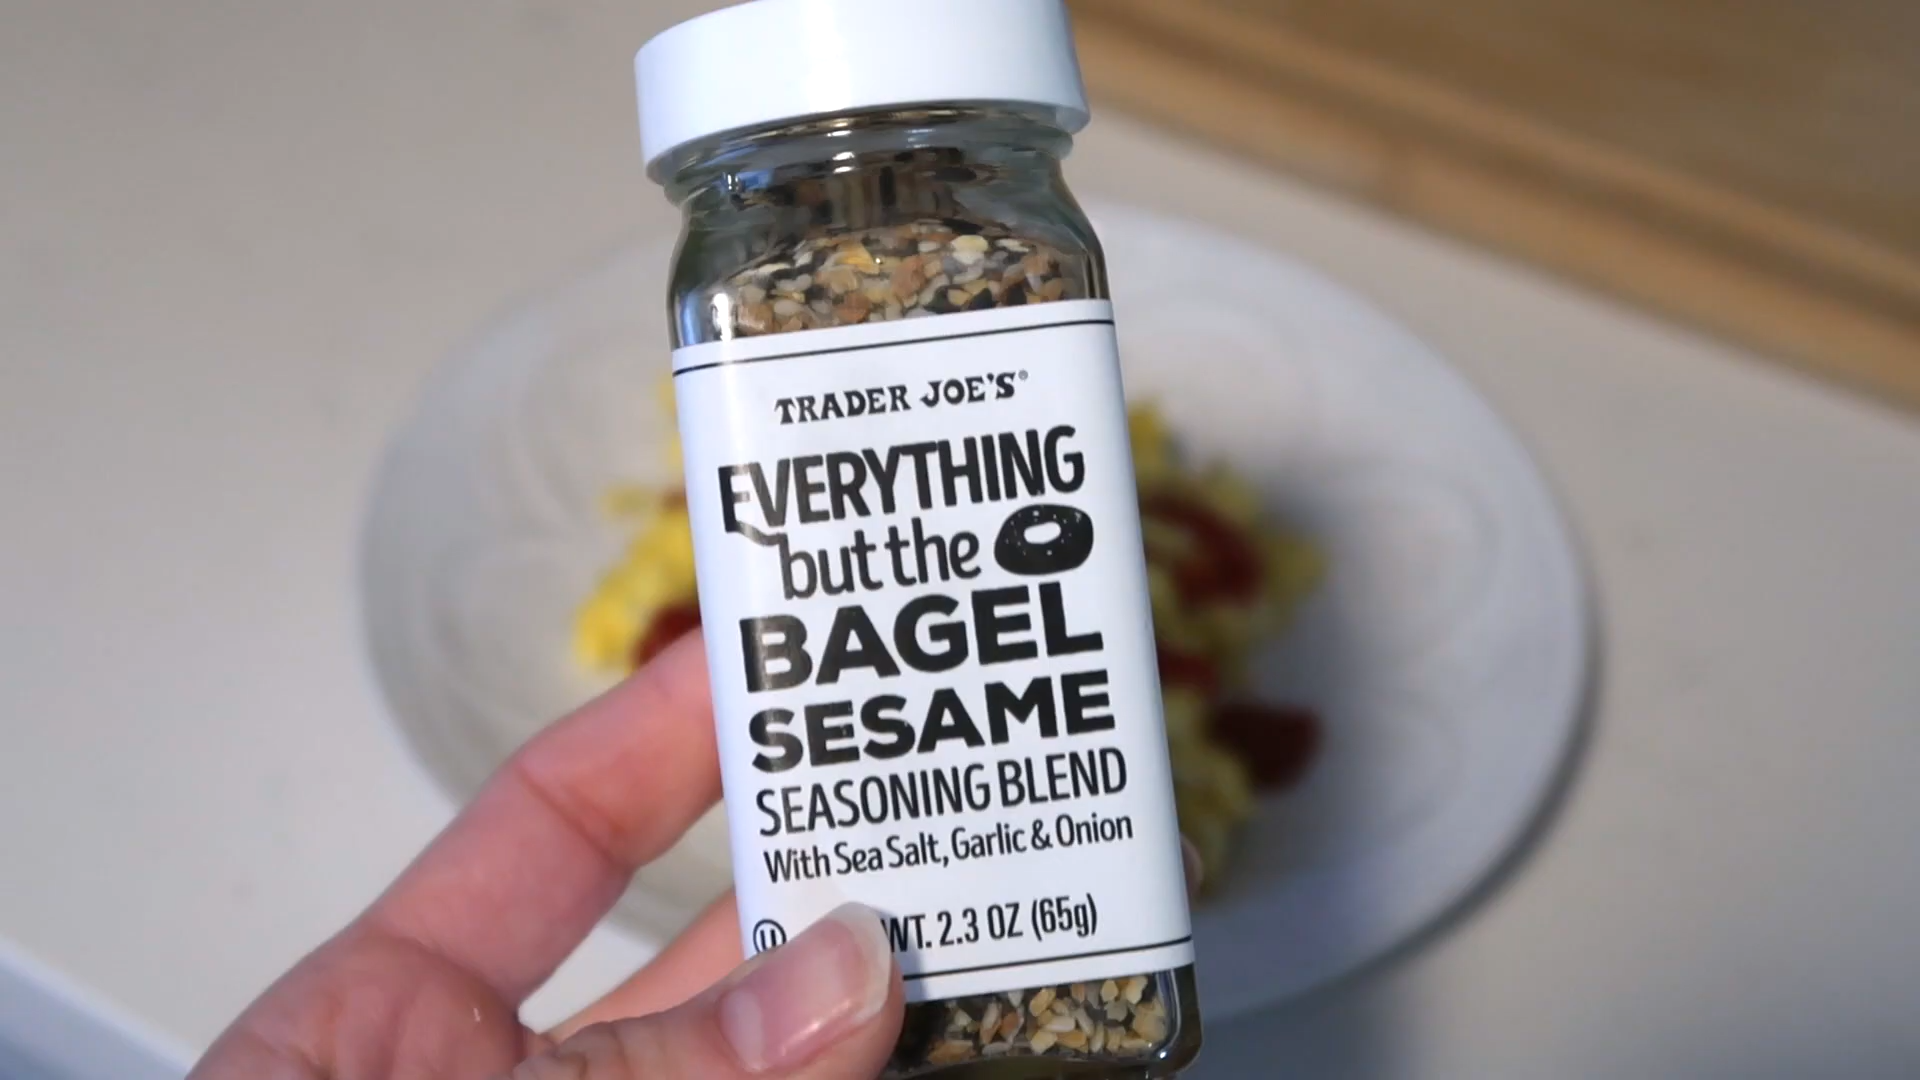 TRADER JOE'S®
EVERYTHING
but the
BAGEL
SESAME
SEASONING BLEND
With Sea Salt, Garlic & Onion
U WT. 2.3 OZ (65g)